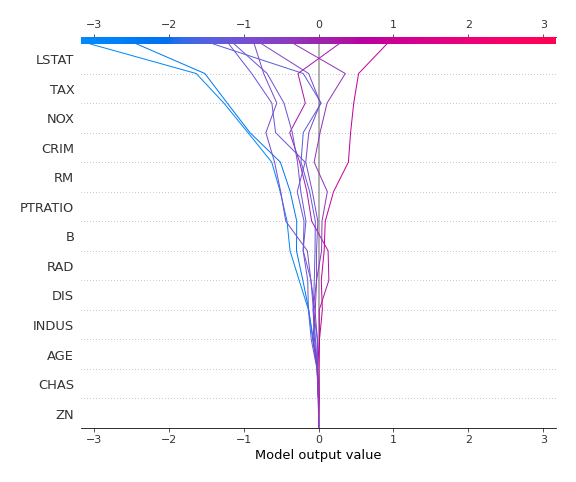 −3 −2 −1 0 1 2 3
LSTAT
TAX
NOX
CRIM
RM
PTRATIO
B
RAD
DIS
INDUS
AGE
CHAS
ZN
−3 −2 −1 0 1 2 3
Model output value